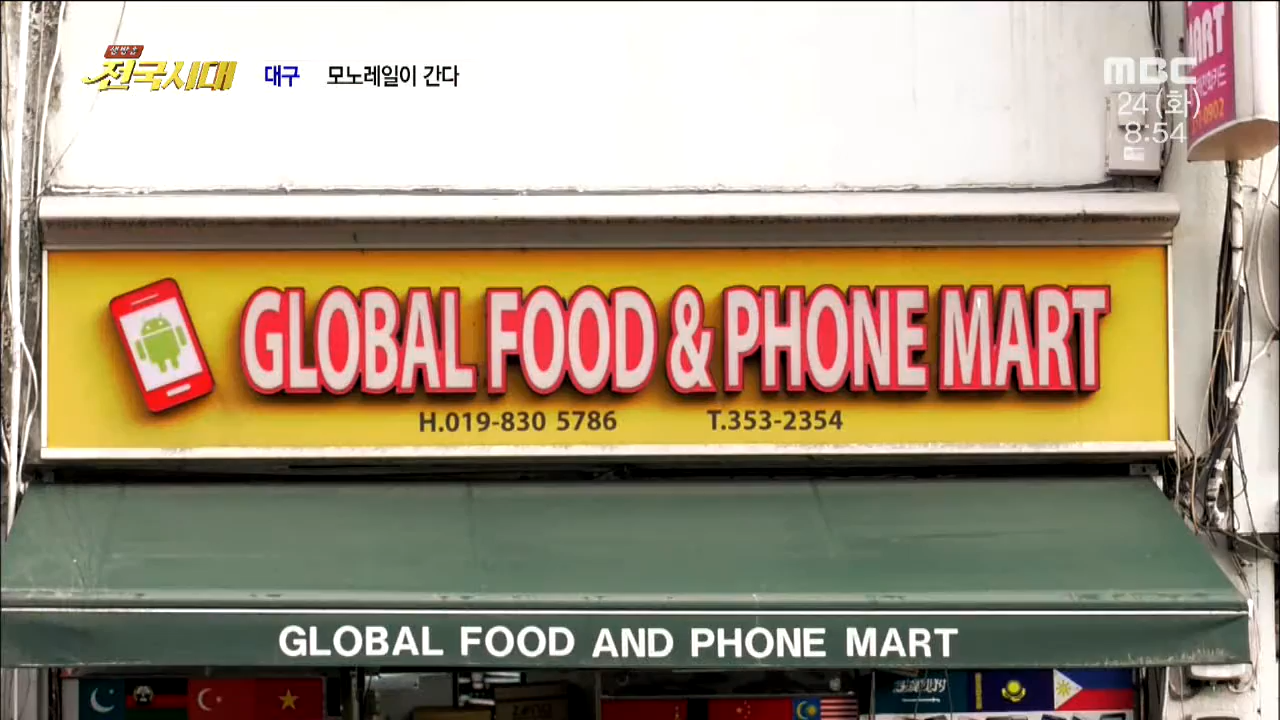 생방송
전국시대 대구 모노레일이 간다
MBC
24 (화)
8:54
MART
GLOBAL FOOD & PHONE MART
H.019-830 5786 T.353-2354
GLOBAL FOOD AND PHONE MART